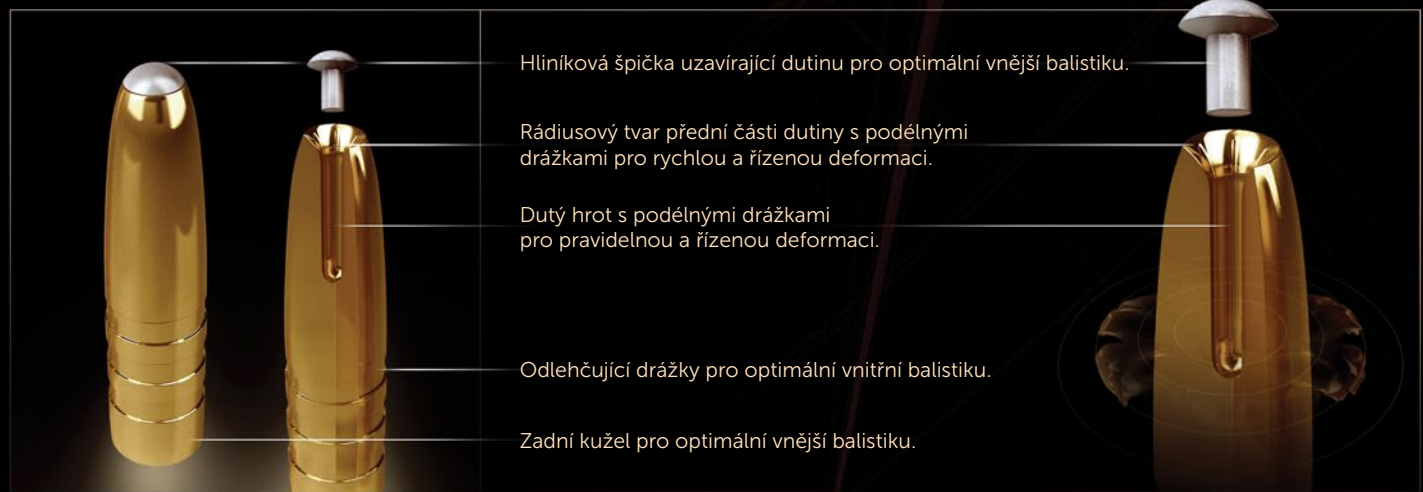 Hliníková špička uzavírající dutinu pro optimální vnější balistiku.
Rádiusový tvar přední části dutiny s podélnými
drážkami pro rychlou a řízenou deformaci.
Dutý hrot s podélnými drážkami
pro pravidelnou a řízenou deformaci.
Odlehčující drážky pro optimální vnitřní balistiku.
Zadní kužel pro optimální vnější balistiku.